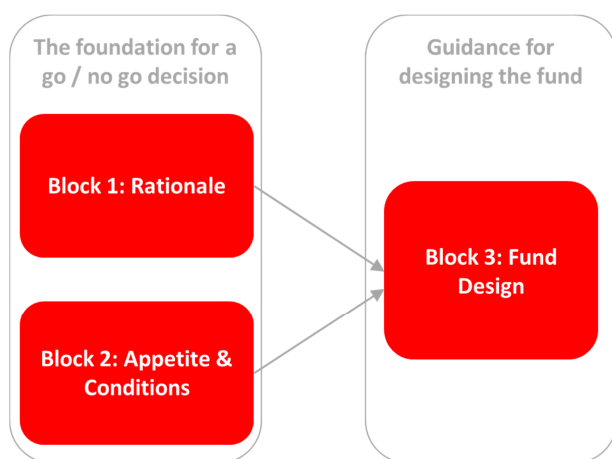 The foundation for a
go / no go decision
Block 1: Rationale
Block 2: Appetite &
Conditions
Guidance for
designing the fund
Block 3: Fund
Design